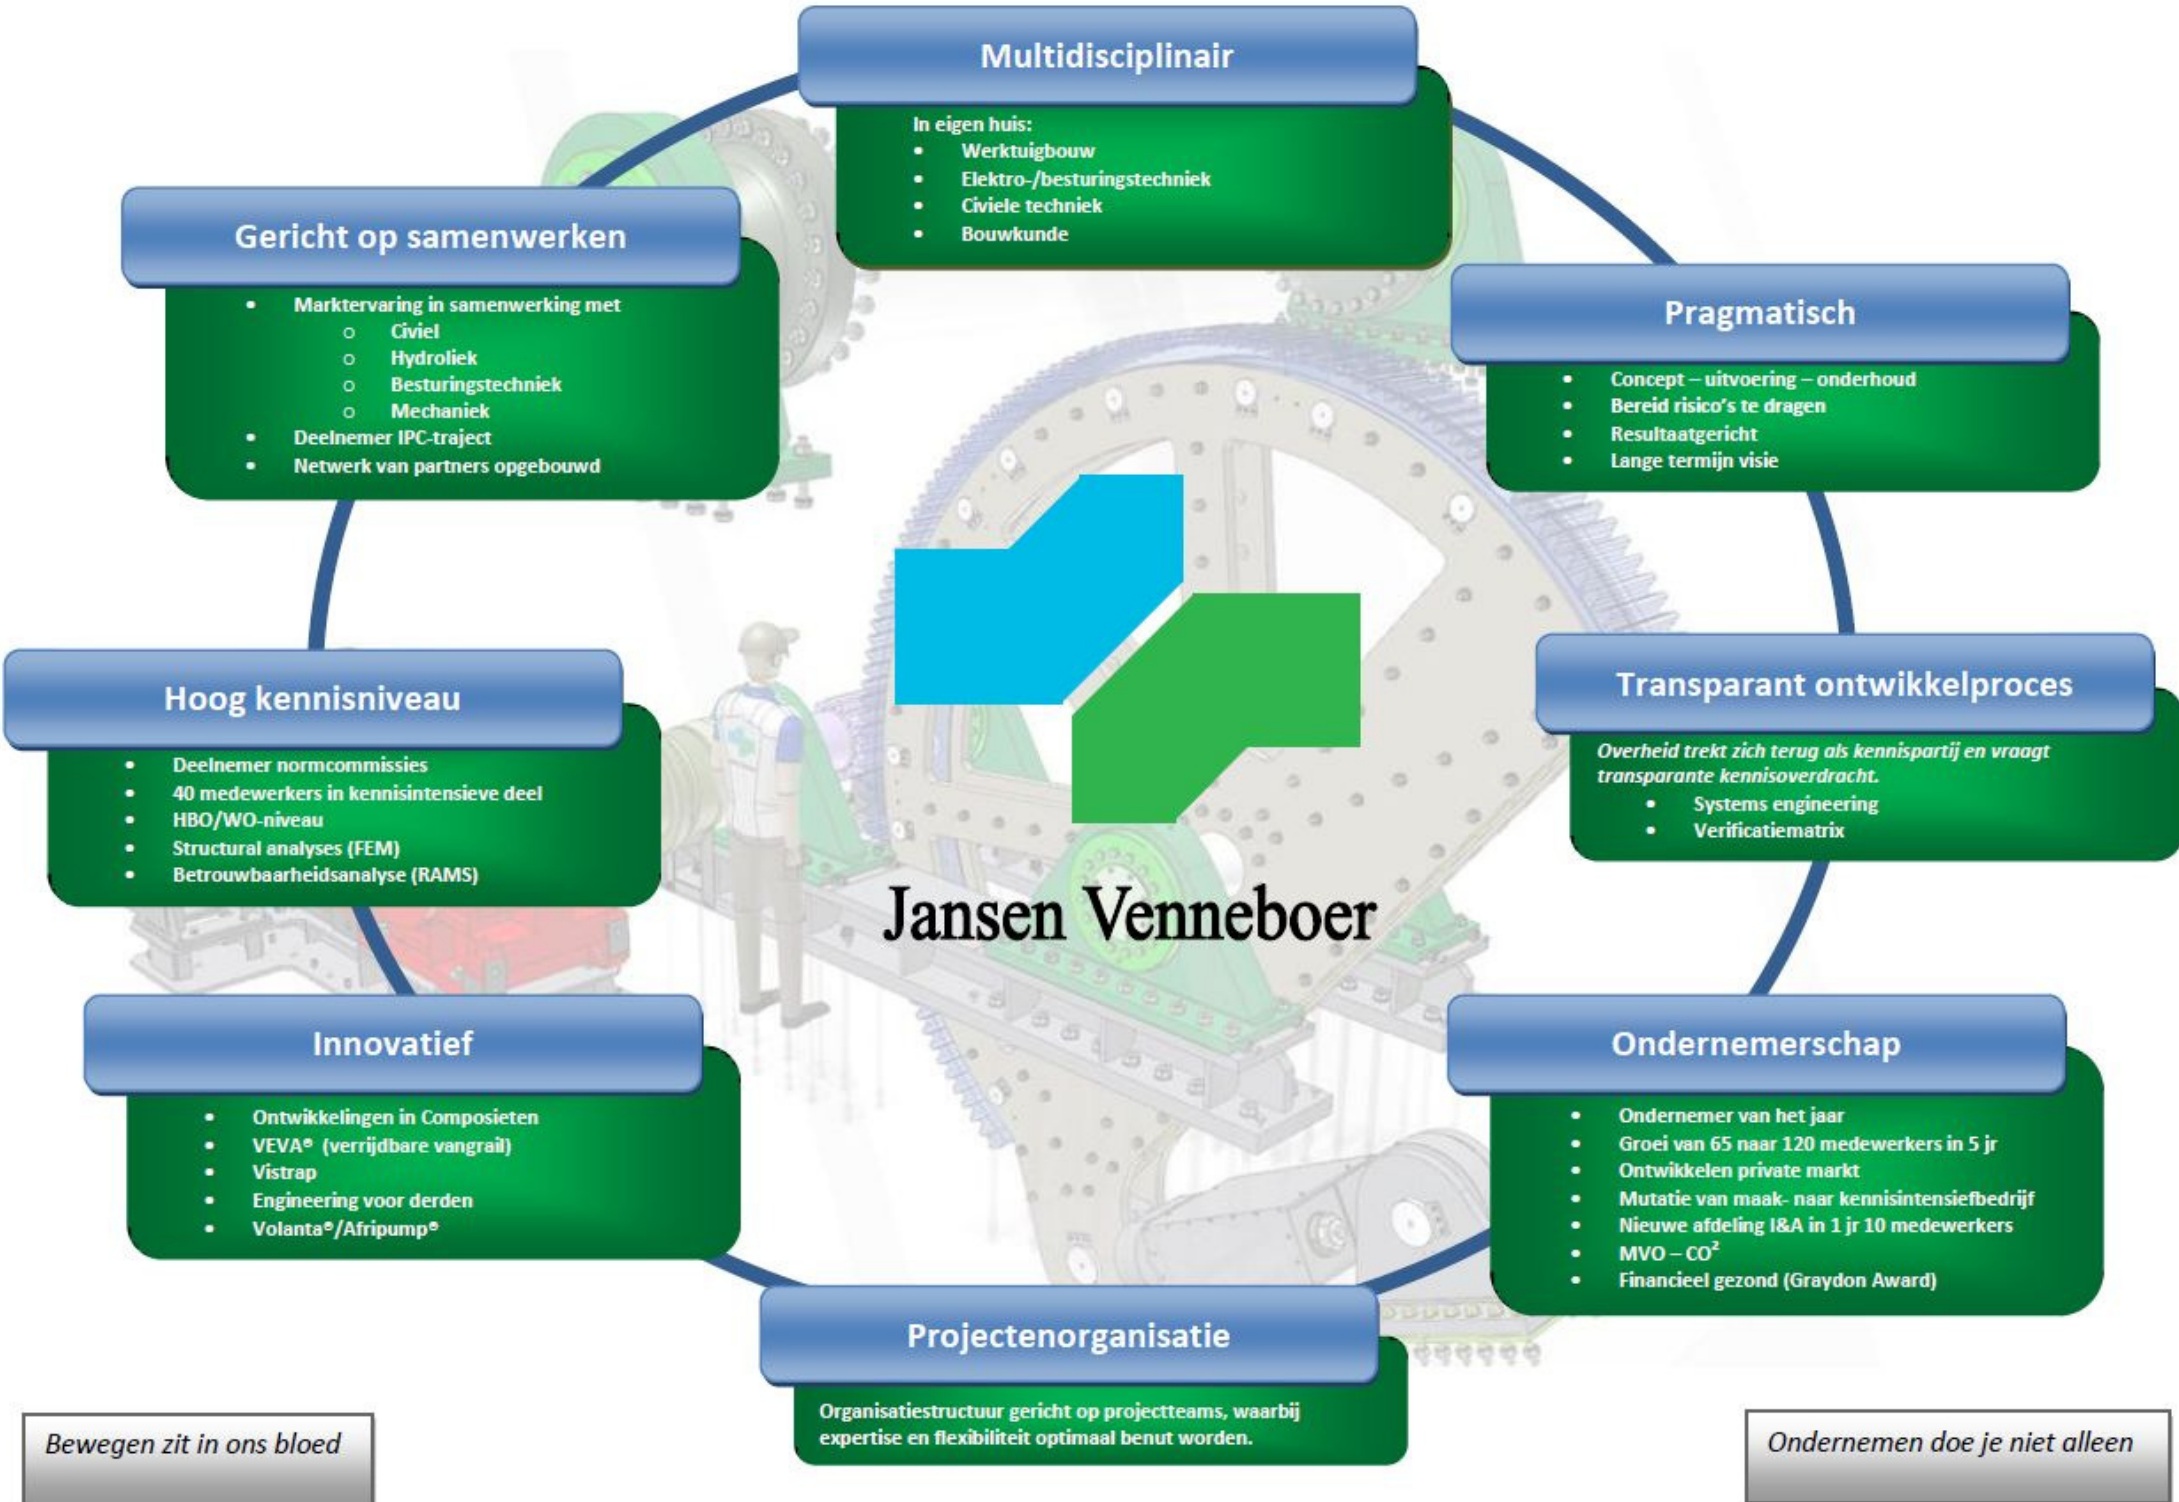 Multidisciplinair
In eigen huis:
• Werktuigbouw
• Elektro-/besturingstechniek
• Civiele techniek
• Bouwkunde
Gericht op samenwerken
• Marktervaring in samenwerking met
o Civiel
o Hydroliek
o Besturingstechniek
o Mechaniek
• Deelnemer IPC-traject
• Netwerk van partners opgebouwd
Pragmatisch
• Concept – uitvoering – onderhoud
• Bereid risico's te dragen
• Resultaatgericht
• Lange termijn visie
Hoog kennisniveau
• Deelnemer normcommissies
• 40 medewerkers in kennisintensieve deel
• HBO/WO-niveau
• Structural analyses (FEM)
• Betrouwbaarheidsanalyse (RAMS)
Transparant ontwikkelproces
Overheid trekt zich terug als kennispartij en vraagt
transparante kennisoverdracht.
• Systems engineering
• Verificatiematrix
Jansen Venneboer
Innovatief
• Ontwikkelingen in Composieten
• VEVA® (verrijdbare vangrail)
• Vistrap
• Engineering voor derden
• Volanta®/Afripump®
Ondernemerschap
• Ondernemer van het jaar
• Groei van 65 naar 120 medewerkers in 5 jr
• Ontwikkelen private markt
• Mutatie van maak- naar kennisintensiefbedrijf
• Nieuwe afdeling I&A in 1 jr 10 medewerkers
• MVO – CO²
• Financieel gezond (Graydon Award)
Projectenorganisatie
Organisatiestructuur gericht op projectteams, waarbij
expertise en flexibiliteit optimaal benut worden.
Bewegen zit in ons bloed
Ondernemen doe je niet alleen